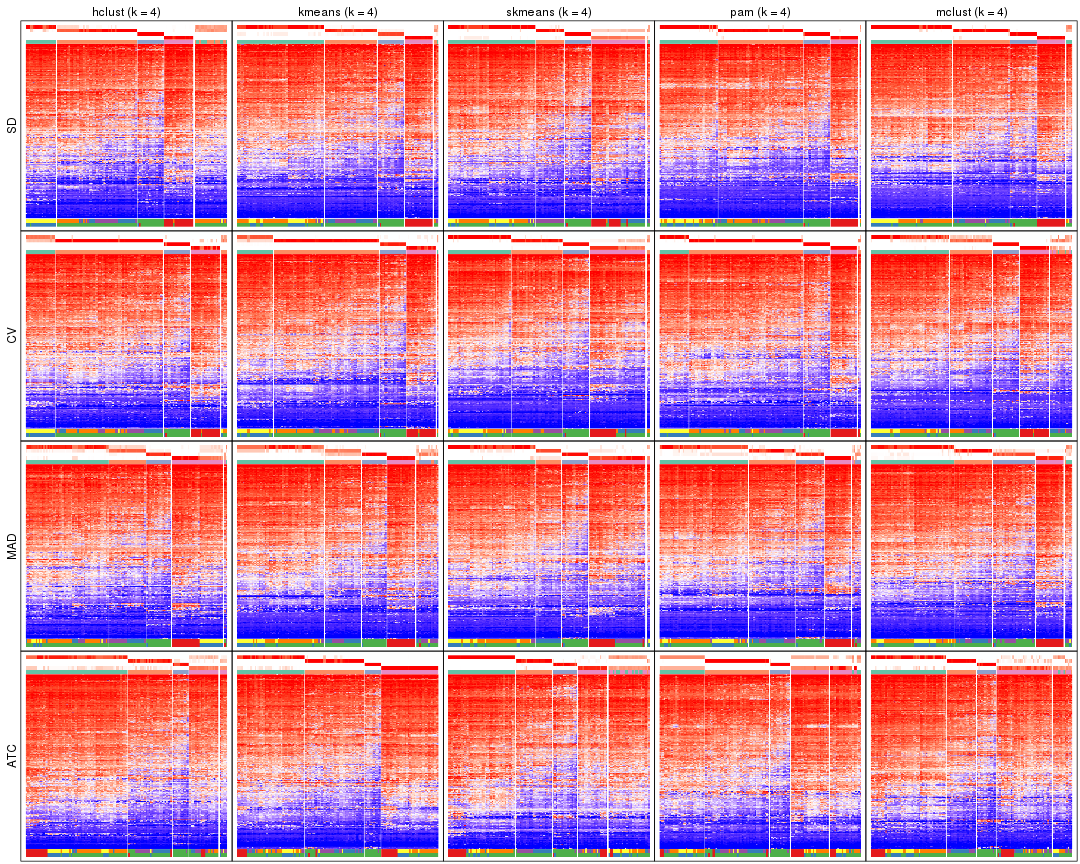 hclust (k = 4)
kmeans (k = 4)
skmeans (k = 4)
pam (k = 4)
mclust (k = 4)
SD
CV
MAD
ATC